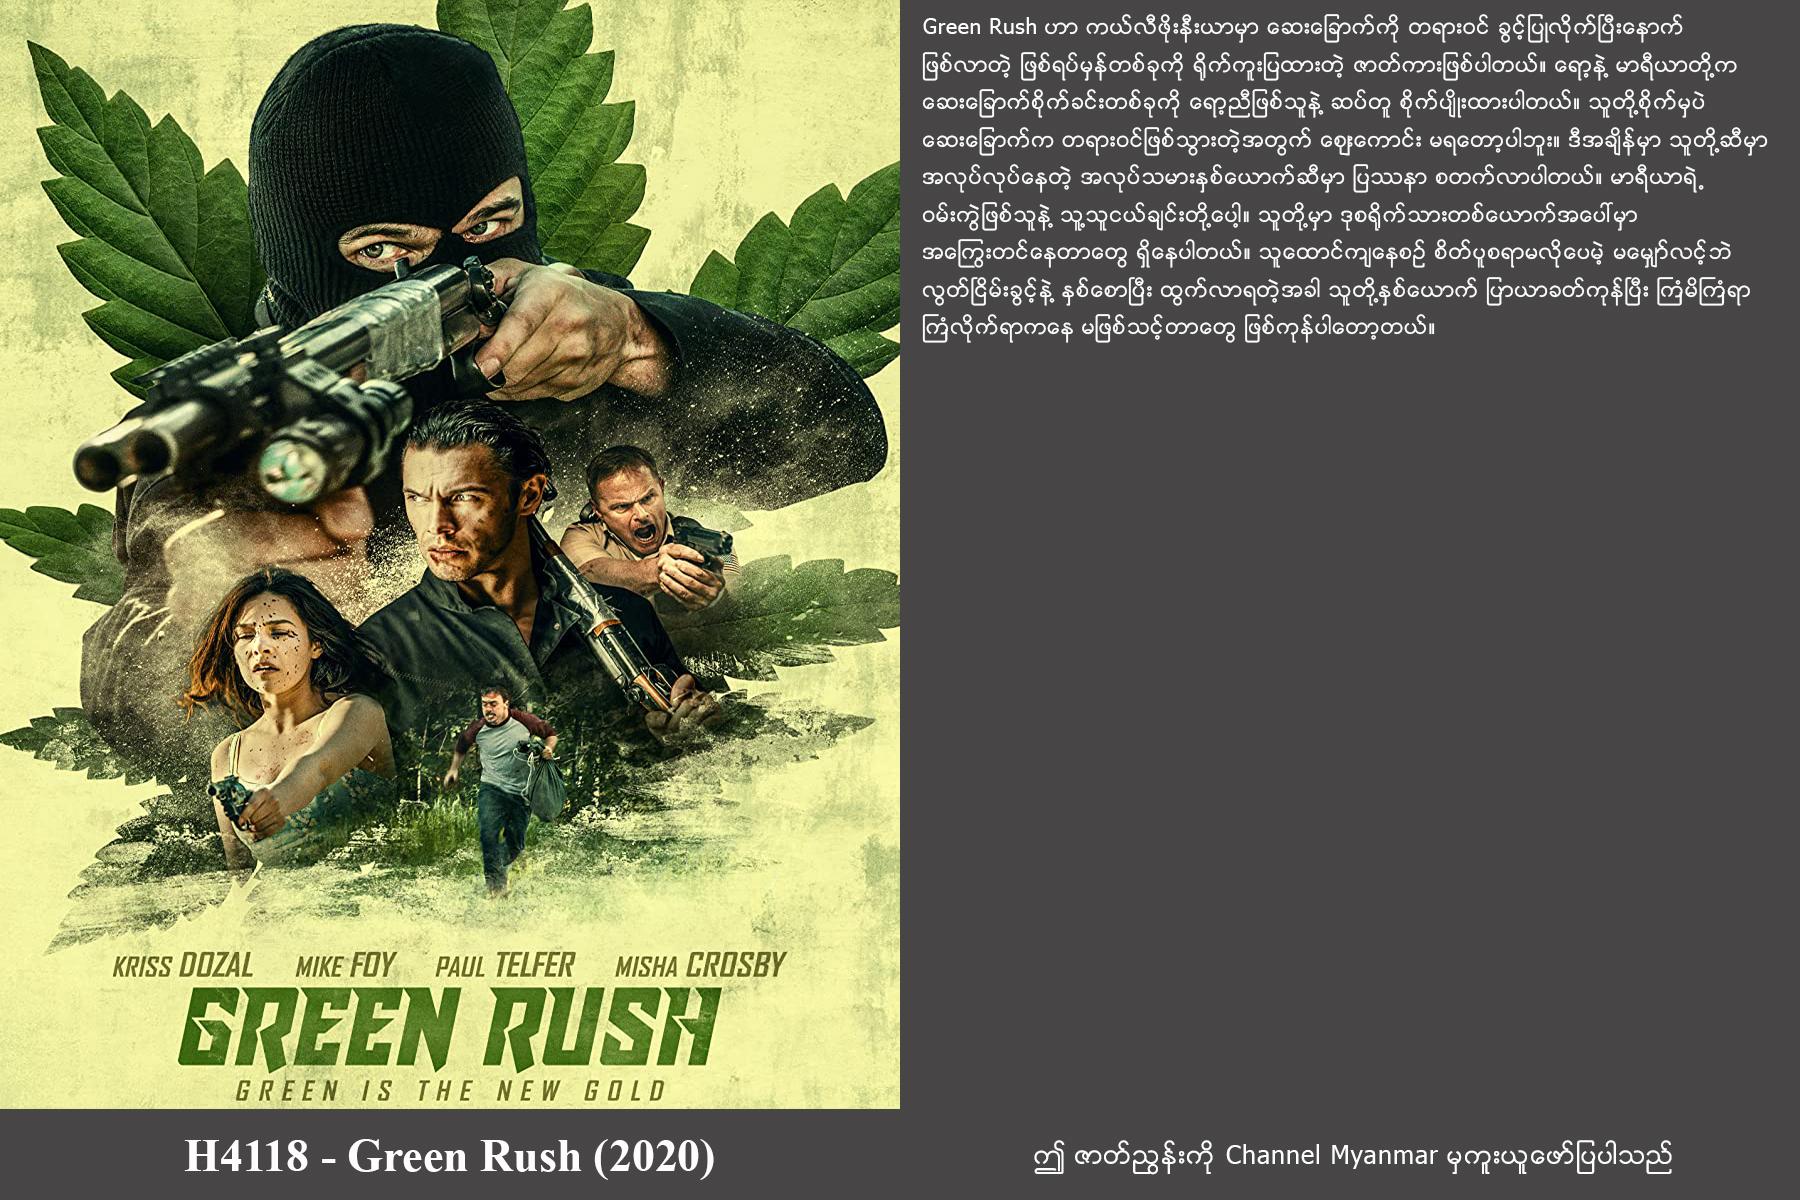 Green Rush ဟာ ကယ်လီဖိုးနီးယာမှာ ဆေးခြောက်ကို တရားဝင် ခွင့်ပြုလိုက်ပြီးနောက်
ဖြစ်လာတဲ့ ဖြစ်ရပ်မှန်တစ်ခုကို ရိုက်ကူးပြထားတဲ့ ဇာတ်ကားဖြစ်ပါတယ်။ ရော့နဲ့ မာရီယာတို့က
ဆေးခြောက်စိုက်ခင်းတစ်ခုကို ရော့ညီဖြစ်သူနဲ့ ဆပ်တူ စိုက်ပျိုးထားပါတယ်။ သူတို့စိုက်မှပဲ
ဆေးခြောက်က တရားဝင်ဖြစ်သွားတဲ့အတွက် ဈေးကောင်း မရတော့ပါဘူး။ ဒီအချိန်မှာ သူတို့ဆီမှာ
အလုပ်လုပ်နေတဲ့ အလုပ်သမားနှစ်ယောက်ဆီမှာ ပြဿနာ စတက်လာပါတယ်။ မာရီယာရဲ့
ဝမ်းကွဲဖြစ်သူနဲ့ သူ့သူငယ်ချင်းတို့ပေါ့။ သူတို့မှာ ဒုစရိုက်သားတစ်ယောက်အပေါ်မှာ
အကြွေးတင်နေတာတွေ ရှိနေပါတယ်။ သူထောင်ကျနေစဉ် စိတ်ပူစရာမလိုပေမဲ့ မမျှော်လင့်ဘဲ
လွတ်ငြိမ်းခွင့်နဲ့ နှစ်စောပြီး ထွက်လာရတဲ့အခါ သူတို့နှစ်ယောက် ပြာယာခတ်ကုန်ပြီး ကြံမိကြံရာ
ကြံလိုက်ရာကနေ မဖြစ်သင့်တာတွေ ဖြစ်ကုန်ပါတော့တယ်။
KRISS DOZAL MIKE FOY PAUL TELFER MISHA CROSBY
GREEN RUSH
GREEN IS THE NEW GOLD
H4118 - Green Rush (2020)
ဤ ဇာတ်ညွှန်းကို Channel Myanmar မှကူးယူဖော်ပြပါသည်